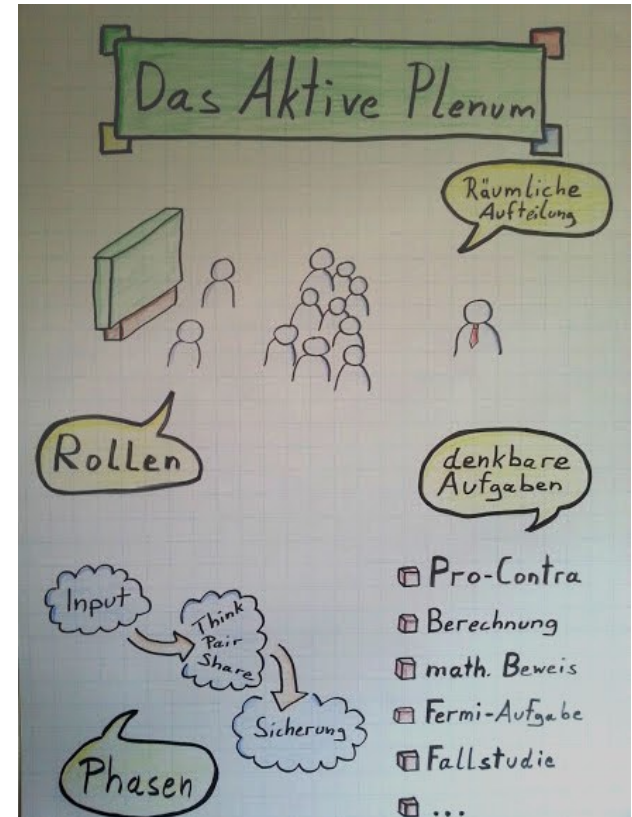 Das Aktive Plenum
Räumliche
Aufteilung
Rollen
denkbare
Aufgaben
Input
Think
Pair
Share
Sicherung
Phasen
Pro-Contra
Berechnung
math. Beweis
Fermi-Aufgabe
Fallstudie
...